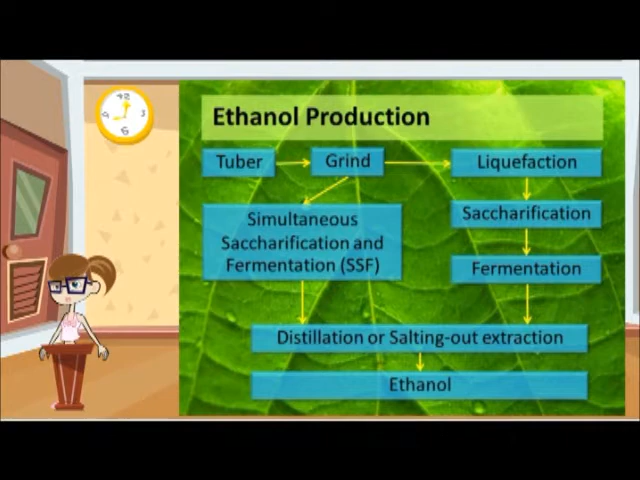 Ethanol Production
Tuber
Grind
Liquefaction
Simultaneous
Saccharification and
Fermentation (SSF)
Saccharification
Fermentation
Distillation or Salting-out extraction
Ethanol